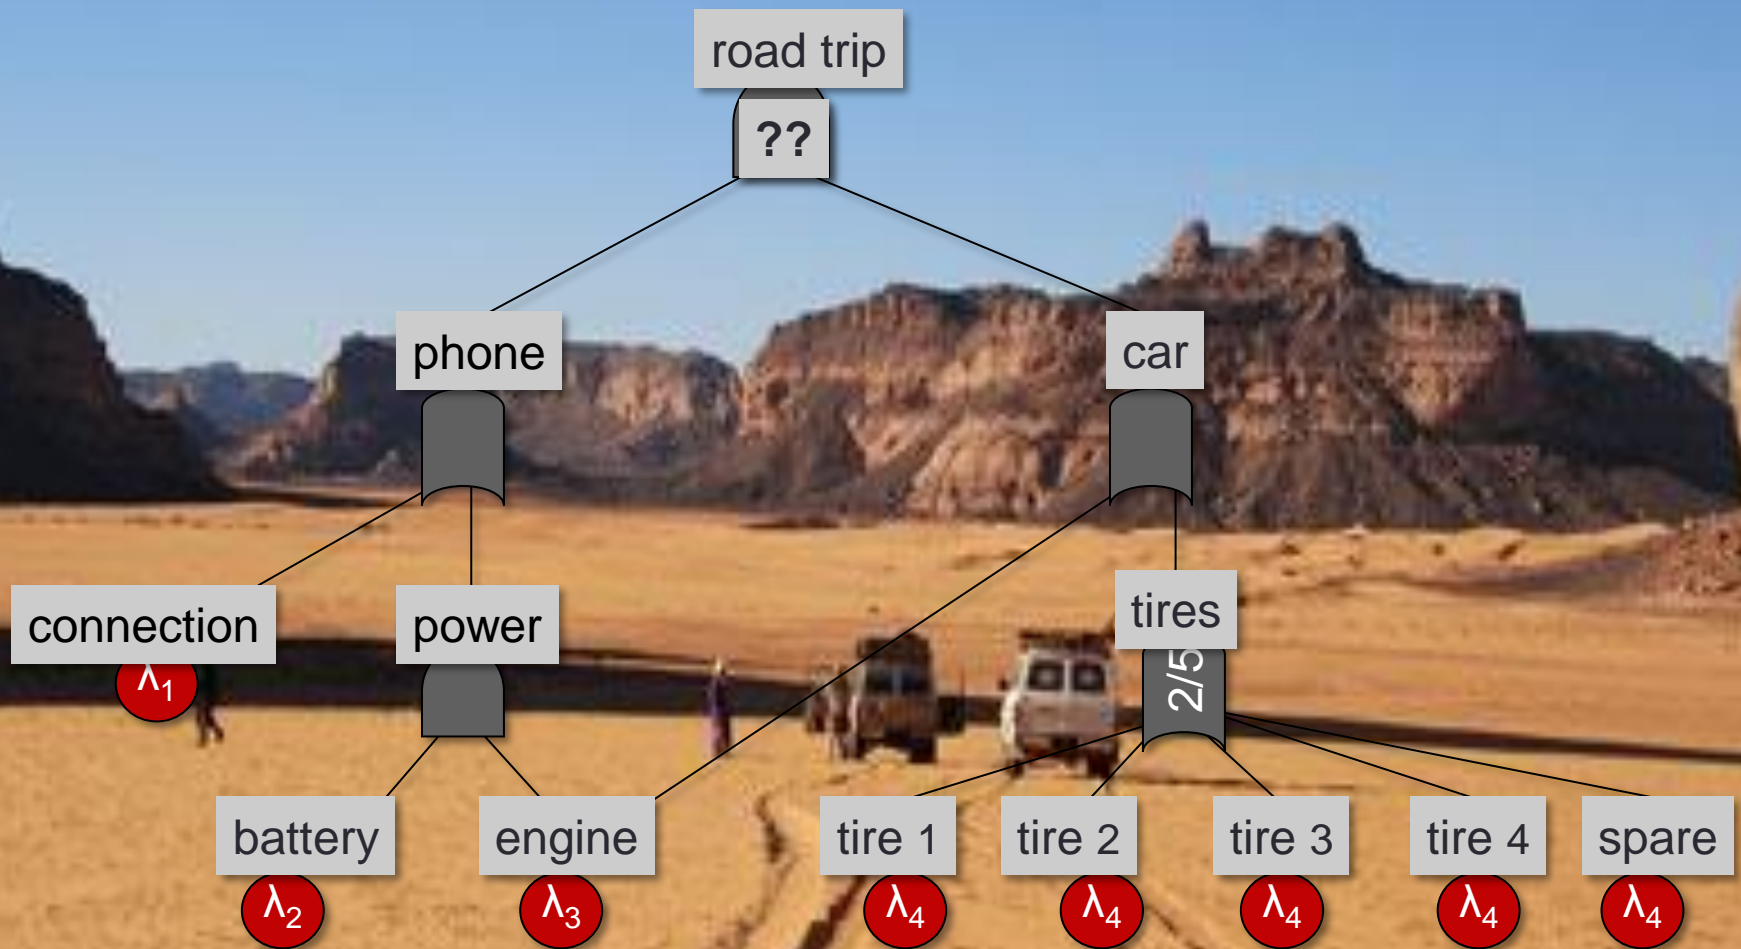 road trip
??
phone
car
connection
power
tires
λ1
2/5
battery
engine
tire 1
tire 2
tire 3
tire 4
spare
λ2
λ3
λ4
λ4
λ4
λ4
λ4